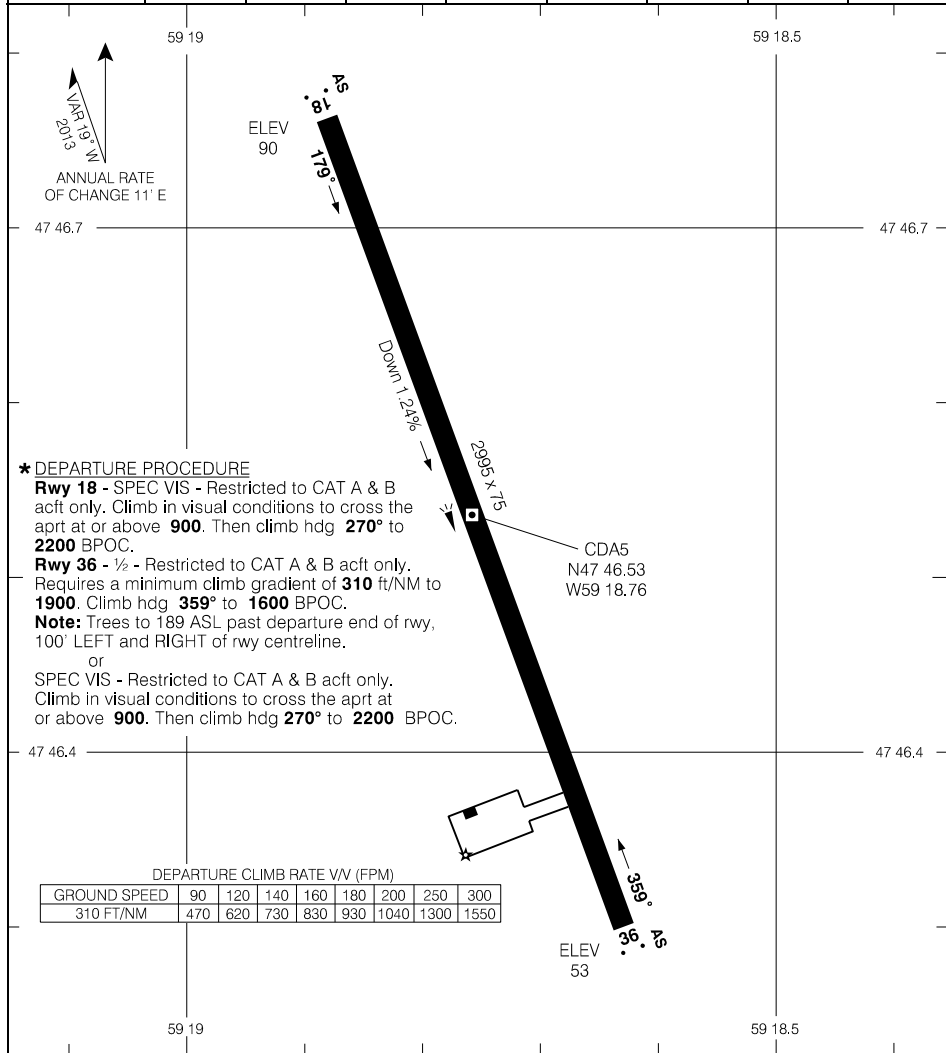 59 19
59 18.5
VAR 19° W
2013
ANNUAL RATE
OF CHANGE 11' E
AS
18
ELEV
90
179°
47 46.7
47 46.7
Down 1.24%
2995 x 75
* DEPARTURE PROCEDURE
Rwy 18 - SPEC VIS - Restricted to CAT A & B
acft only. Climb in visual conditions to cross the
aprt at or above 900. Then climb hdg 270° to
2200 BPOC.
Rwy 36 - ½ - Restricted to CAT A & B acft only.
Requires a minimum climb gradient of 310 ft/NM to
1900. Climb hdg 359° to 1600 BPOC.
Note: Trees to 189 ASL past departure end of rwy,
100' LEFT and RIGHT of rwy centreline.
or
SPEC VIS - Restricted to CAT A & B acft only.
Climb in visual conditions to cross the aprt at
or above 900. Then climb hdg 270° to 2200 BPOC.
CDA5
N47 46.53
W59 18.76
47 46.4
47 46.4
DEPARTURE CLIMB RATE V/V (FPM)
GROUND SPEED 90 120 140 160 180 200 250 300
310 FT/NM 470 620 730 830 930 1040 1300 1550
359°
36
AS
ELEV
53
59 19
59 18.5